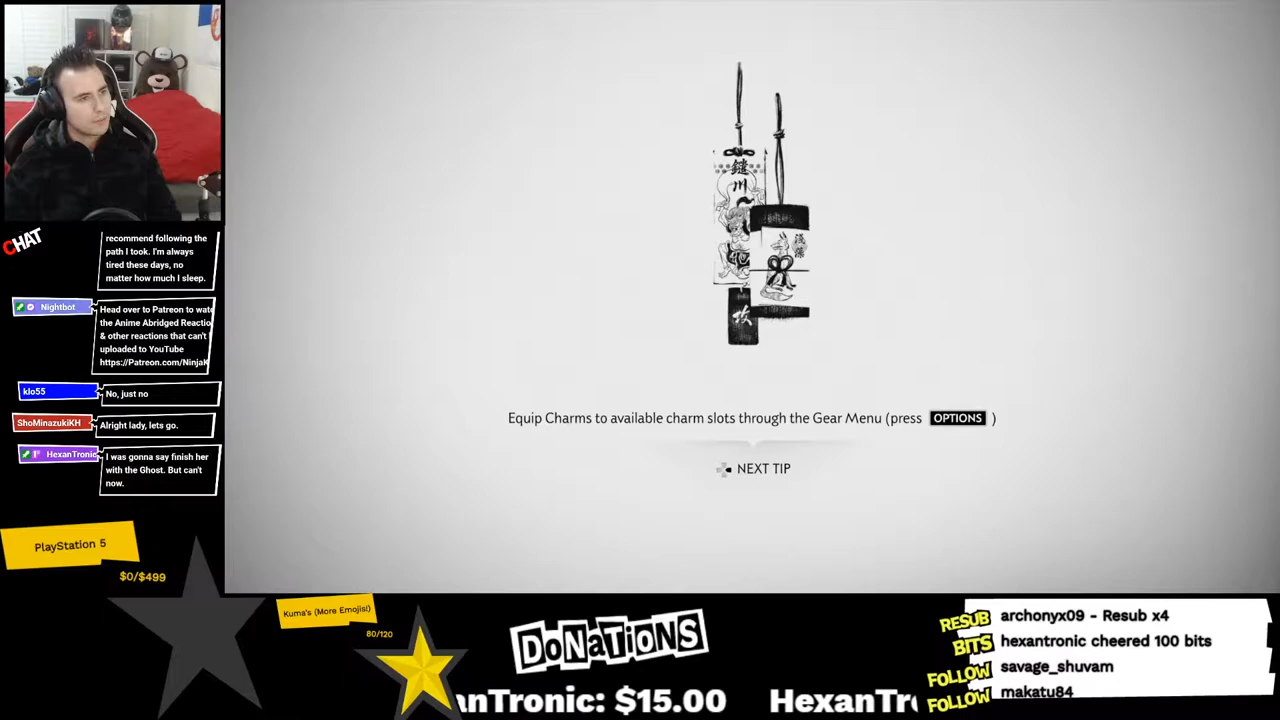 CHAT
recommend following the
path I took. I'm always
tired these days, no
matter how much I sleep.
Nightbot
Head over to Patreon to wat
the Anime Abridged Reactio
& other reactions that can't
uploaded to YouTube
https://Patreon.com/NinjaK
klo55
No, just no
ShoMinazukiKH
Alright lady, lets go.
HexanTronic
I was gonna say finish her
with the Ghost. But can't
now.
PlayStation 5
$0/$499
Equip Charms to available charm slots through the Gear Menu (press OPTIONS )
NEXT TIP
Kuma's (More Emojis!)
80/120
DoNaTiONS
anTronic: $15.00 HexanTr
RESUB archonyx09 - Resub x4
BITS hexantronic cheered 100 bits
FOLLOW savage_shuvam
FOLLOW makatu84